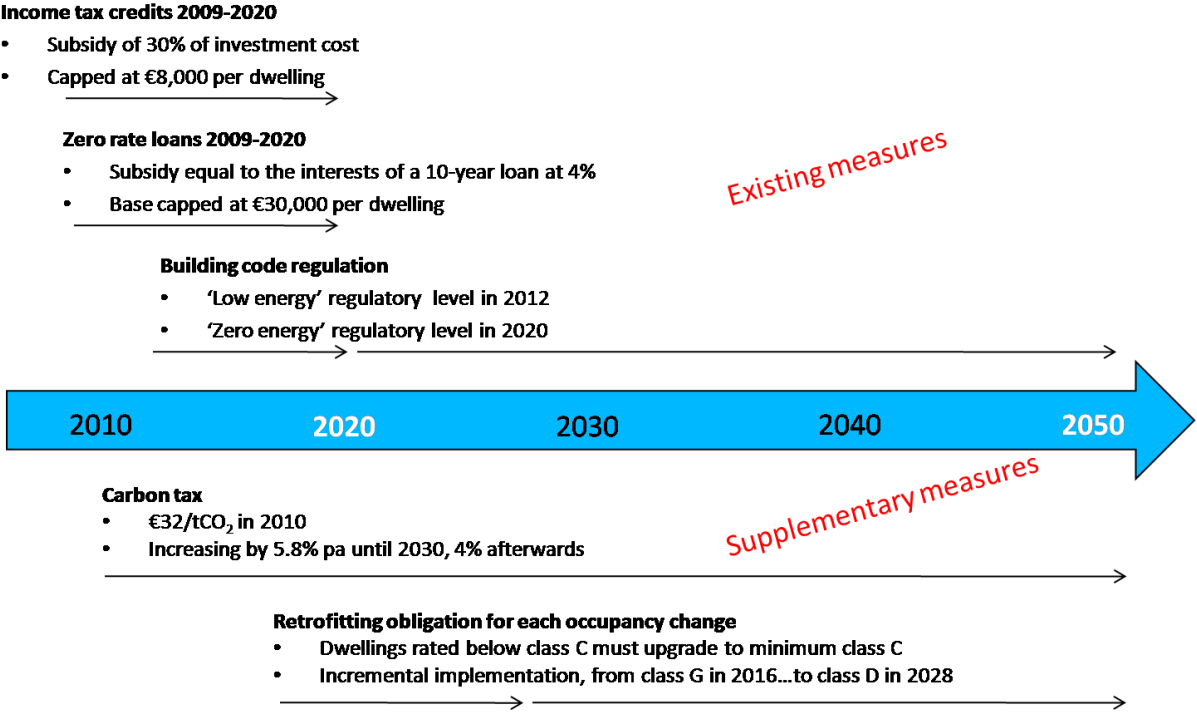 Income tax credits 2009-2020
• Subsidy of 30% of investment cost
• Capped at €8,000 per dwelling
Zero rate loans 2009-2020
• Subsidy equal to the interests of a 10-year loan at 4%
• Base capped at €30,000 per dwelling
Existing measures
Building code regulation
• ‘Low energy’ regulatory level in 2012
• ‘Zero energy’ regulatory level in 2020
2010 2020 2030 2040 2050
Carbon tax
• €32/tCO₂ in 2010
• Increasing by 5.8% pa until 2030, 4% afterwards
Supplementary measures
Retrofitting obligation for each occupancy change
• Dwellings rated below class C must upgrade to minimum class C
• Incremental implementation, from class G in 2016...to class D in 2028